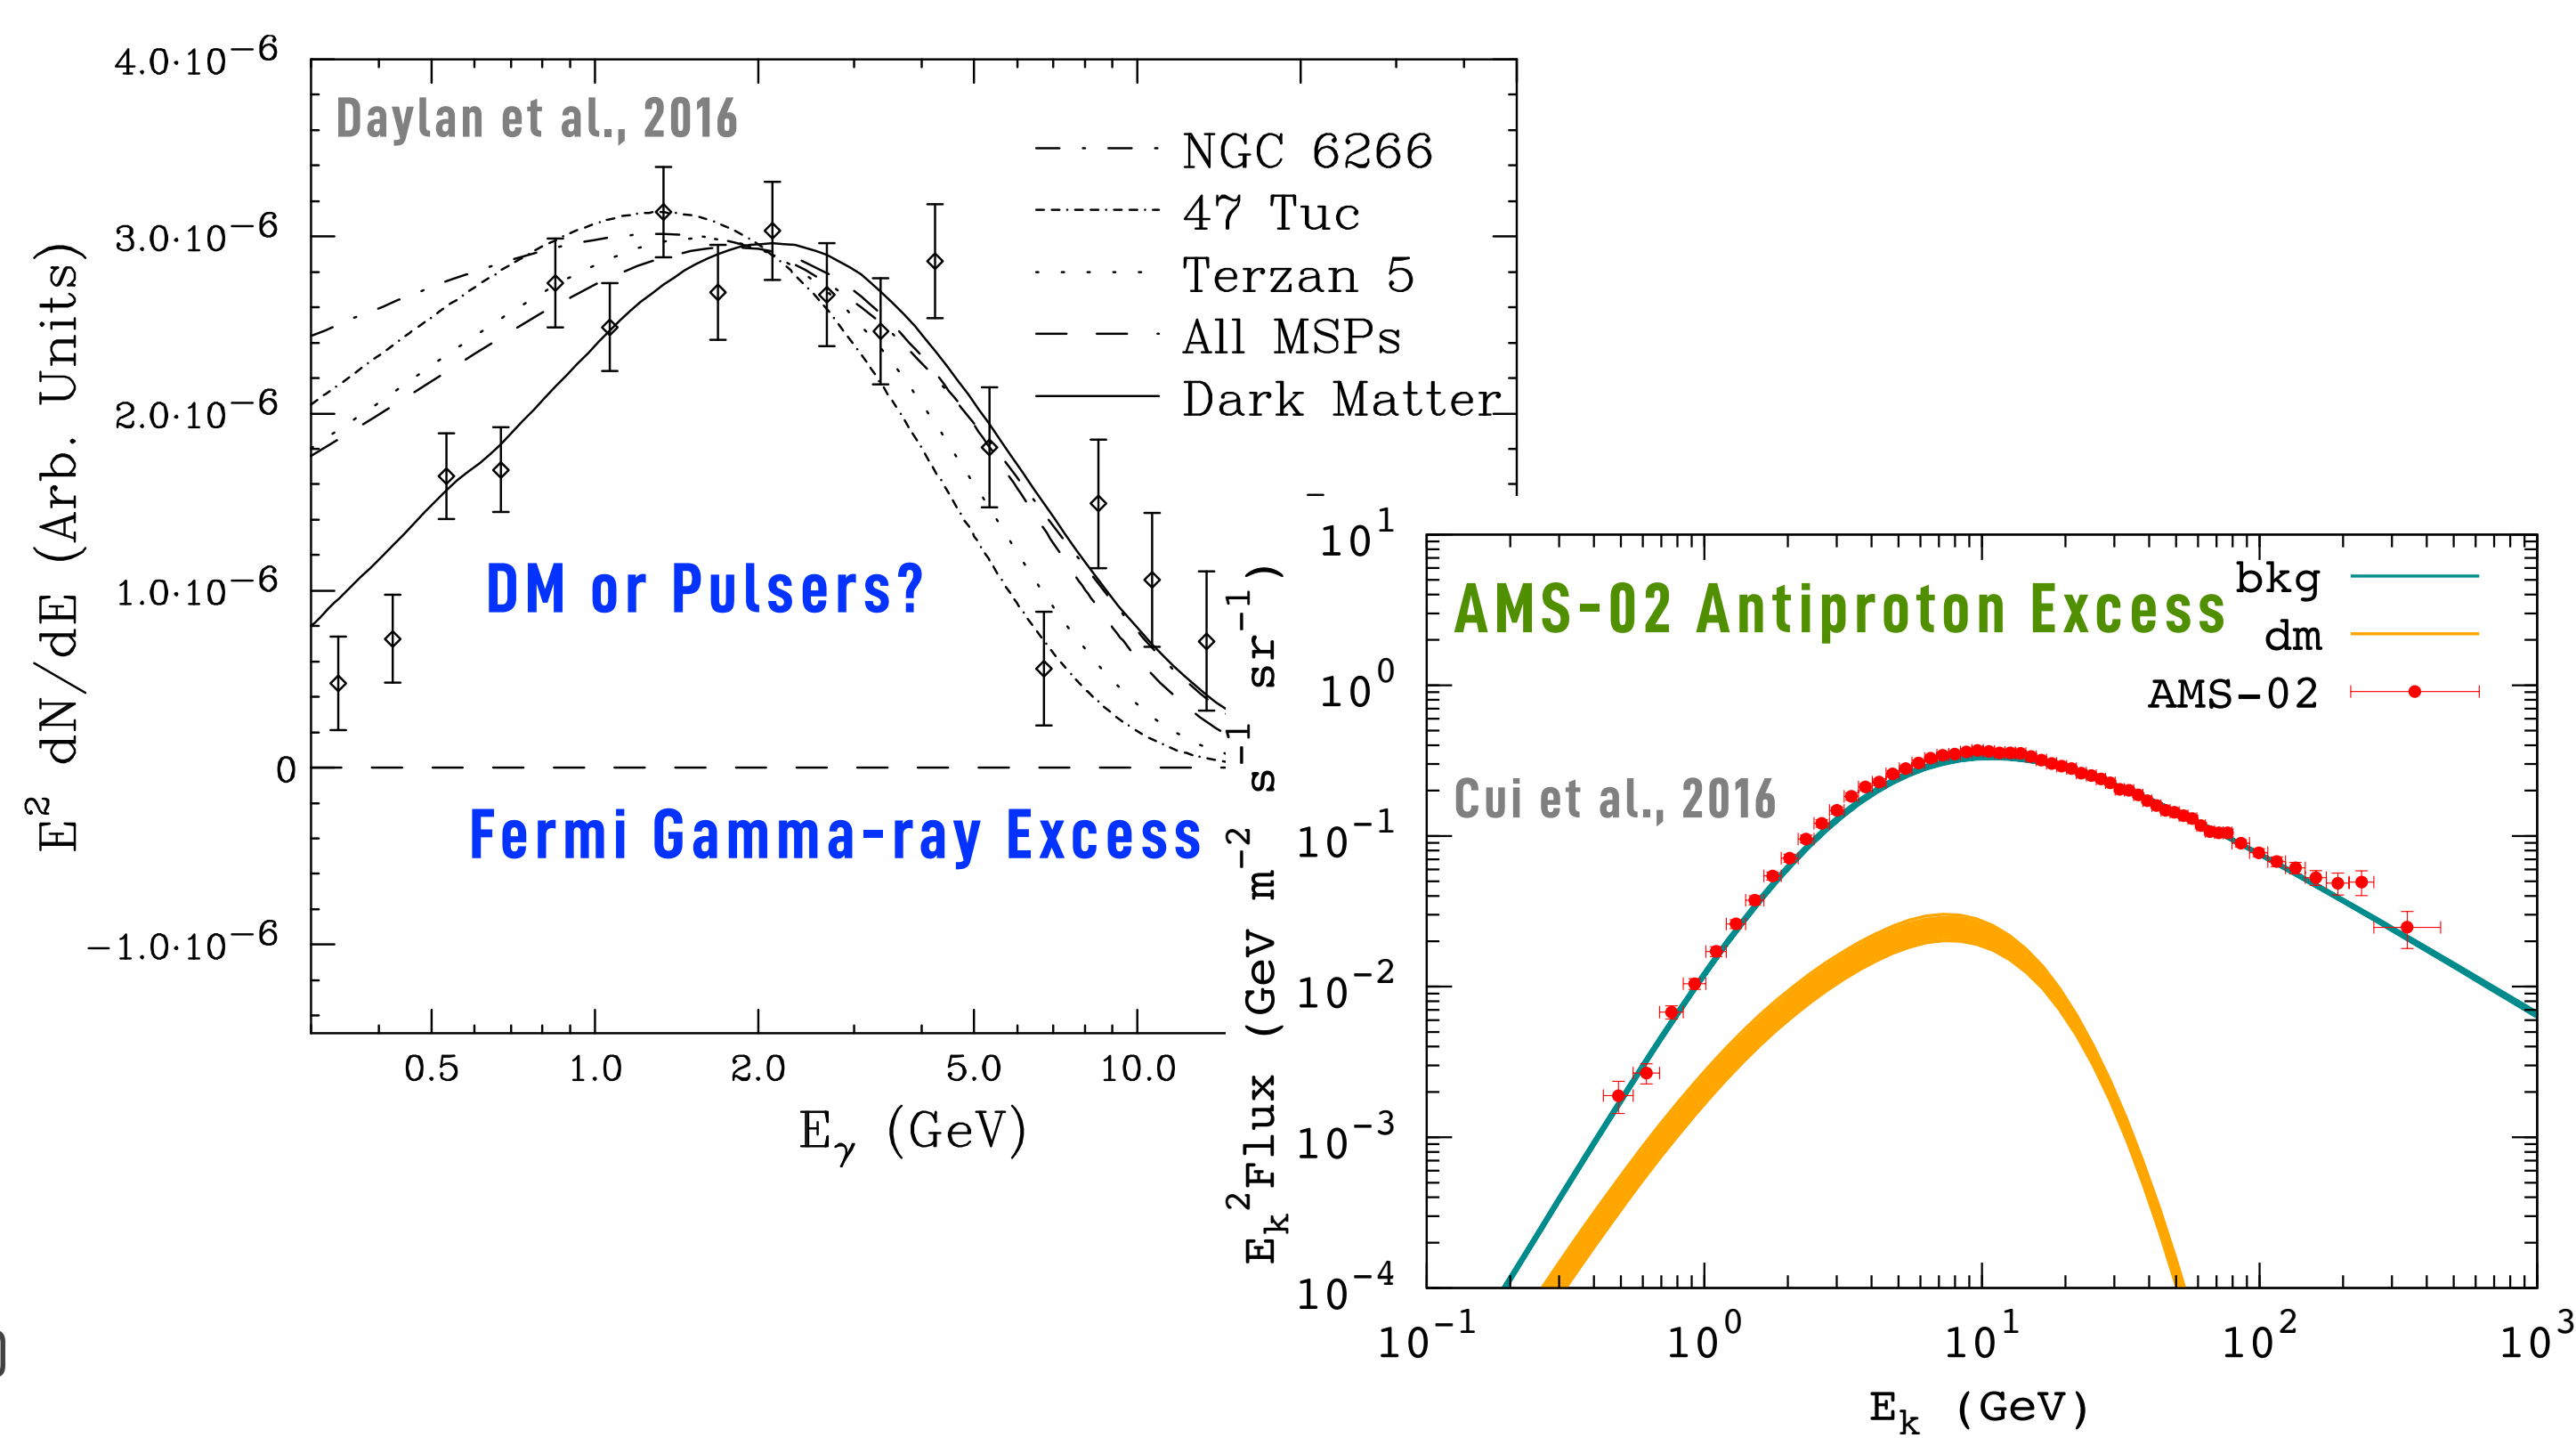 4.0·10⁻⁶
3.0·10⁻⁶
2.0·10⁻⁶
1.0·10⁻⁶
0
−1.0·10⁻⁶
E² dN/dE (Arb. Units)
Daylan et al., 2016
NGC 6266
47 Tuc
Terzan 5
All MSPs
Dark Matter
DM or Pulsers?
Fermi Gamma-ray Excess
0.5 1.0 2.0 5.0 10.0
Eγ (GeV)
10¹
10⁰
10⁻¹
10⁻²
10⁻³
10⁻⁴
Eₖ²Flux (GeV m⁻² s⁻¹ sr⁻¹)
AMS-02 Antiproton Excess
bkg
dm
AMS-02
Cui et al., 2016
10⁻¹ 10⁰ 10¹ 10² 10³
Eₖ (GeV)